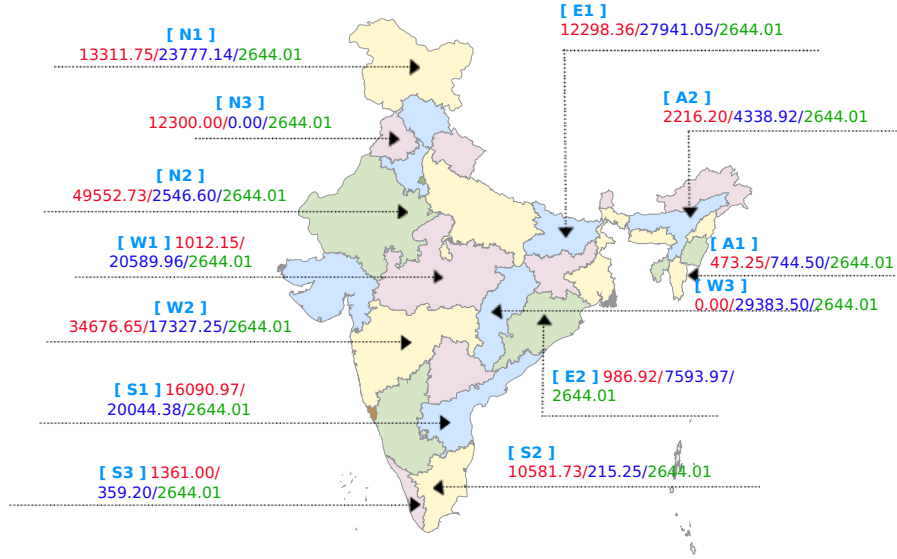 [ E1 ]
12298.36/27941.05/2644.01
[ N1 ]
13311.75/23777.14/2644.01
[ A2 ]
2216.20/4338.92/2644.01
[ N3 ]
12300.00/0.00/2644.01
[ N2 ]
49552.73/2546.60/2644.01
[ W1 ] 1012.15/
20589.96/2644.01
[ A1 ]
473.25/744.50/2644.01
[ W3 ]
0.00/29383.50/2644.01
[ W2 ]
34676.65/17327.25/2644.01
[ E2 ] 986.92/7593.97/
2644.01
[ S1 ] 16090.97/
20044.38/2644.01
[ S2 ]
10581.73/215.25/2644.01
[ S3 ] 1361.00/
359.20/2644.01